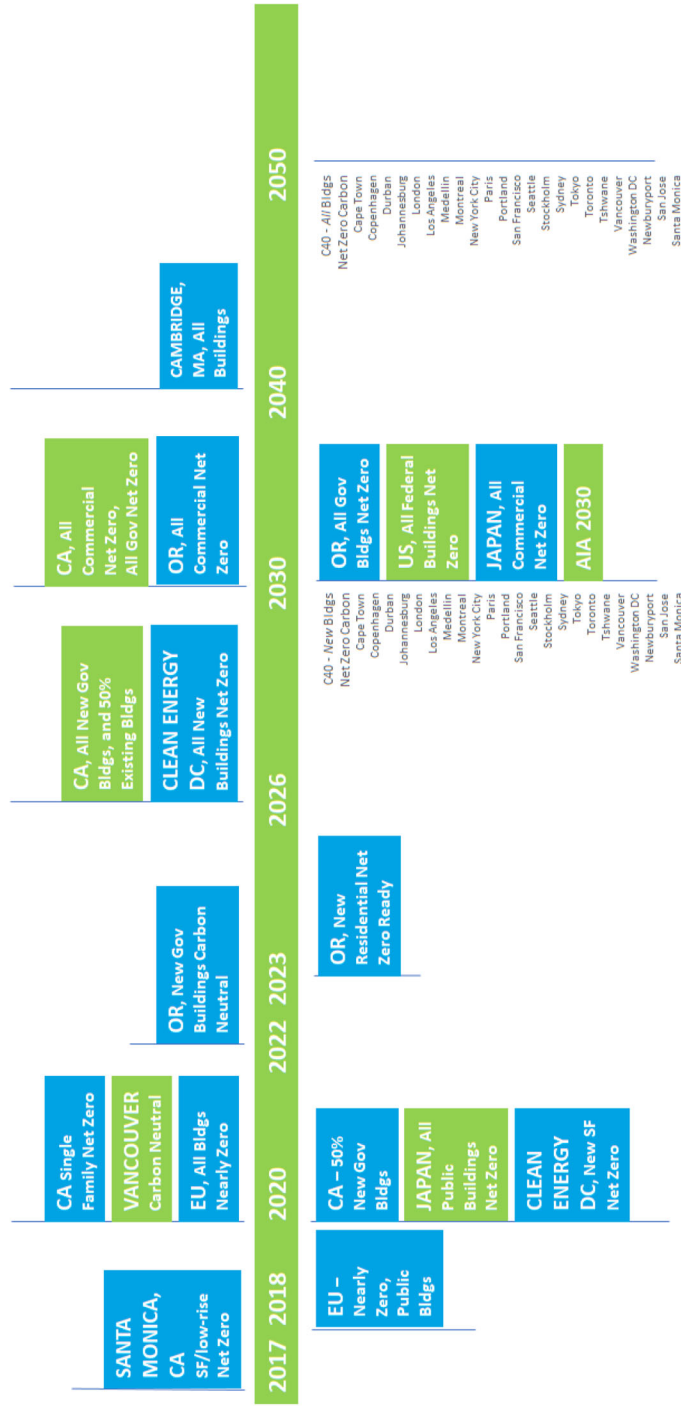 CA Single
Family Net Zero
VANCOUVER
Carbon Neutral
EU, All Bldgs
Nearly Zero
SANTA
MONICA,
CA
SF/low-rise
Net Zero
OR, New Gov
Buildings Carbon
Neutral
CA, All New Gov
Bldgs, and 50%
Existing Bldgs
CLEAN ENERGY
DC, All New
Buildings Net Zero
CA, All
Commercial
Net Zero,
All Gov Net Zero
OR, All
Commercial Net
Zero
CAMBRIDGE,
MA, All
Buildings
2017 2018 2020 2022 2023 2026 2030 2040 2050
EU –
Nearly
Zero,
Public
Bldgs
CA – 50%
New Gov
Bldgs
JAPAN, All
Public
Buildings
Net Zero
CLEAN
ENERGY
DC, New SF
Net Zero
OR, New
Residential Net
Zero Ready
C40 - New Bldgs
Net Zero Carbon
Cape Town
Copenhagen
Durban
Johannesburg
London
Los Angeles
Medellin
Montreal
New York City
Paris
Portland
San Francisco
Seattle
Stockholm
Sydney
Tokyo
Toronto
Tshwane
Vancouver
Washington DC
Newburyport
San Jose
Santa Monica
OR, All Gov
Bldgs Net Zero
US, All Federal
Buildings Net
Zero
JAPAN, All
Commercial
Net Zero
AIA 2030
C40 - All Bldgs
Net Zero Carbon
Cape Town
Copenhagen
Durban
Johannesburg
London
Los Angeles
Medellin
Montreal
New York City
Paris
Portland
San Francisco
Seattle
Stockholm
Sydney
Tokyo
Toronto
Tshwane
Vancouver
Washington DC
Newburyport
San Jose
Santa Monica